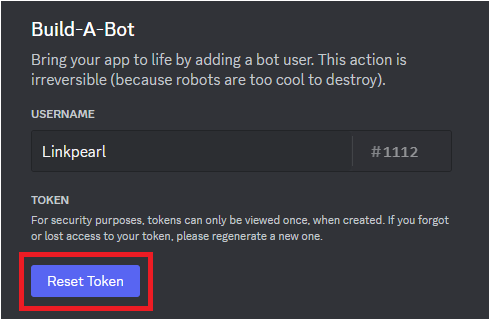 Build-A-Bot
Bring your app to life by adding a bot user. This action is
irreversible (because robots are too cool to destroy).
USERNAME
Linkpearl #1112
TOKEN
For security purposes, tokens can only be viewed once, when created. If you forgot
or lost access to your token, please regenerate a new one.
Reset Token